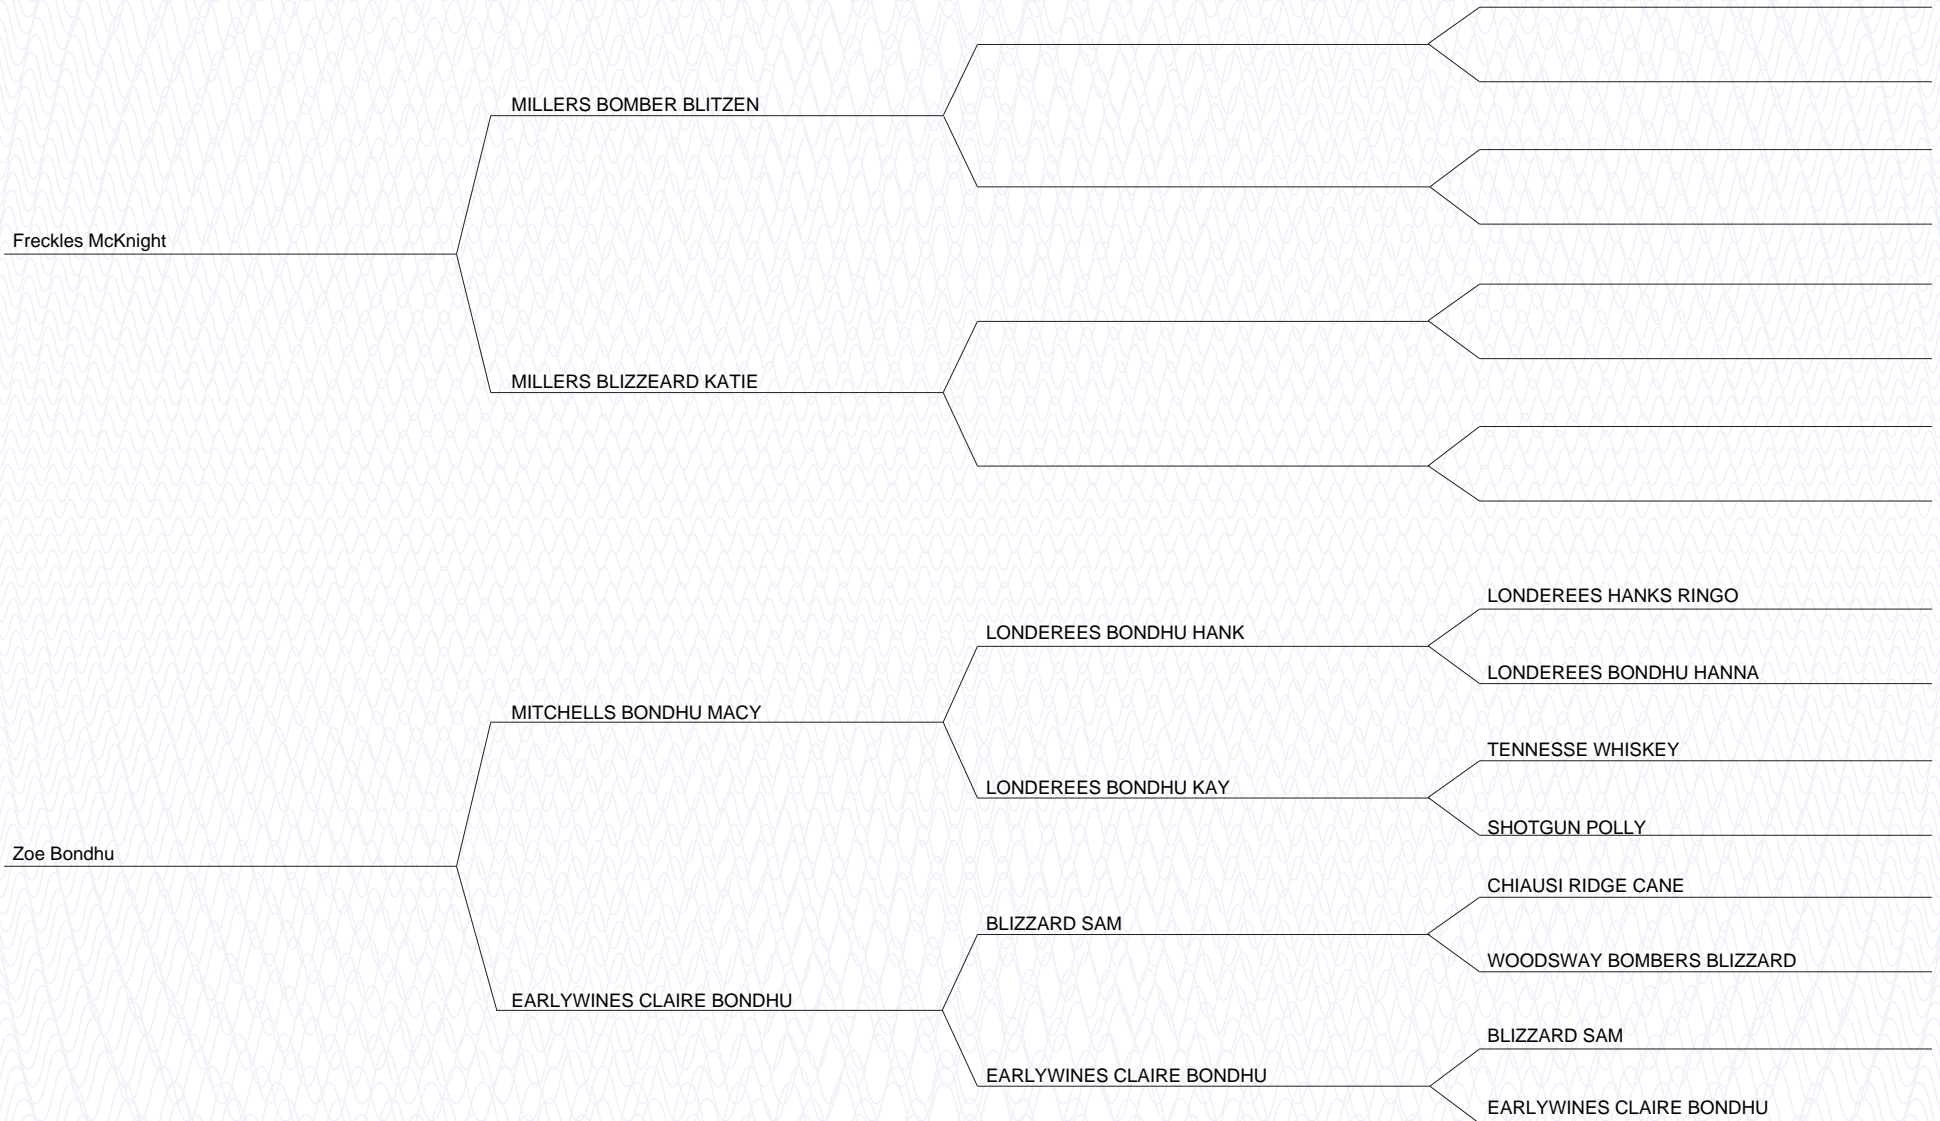 MILLERS BOMBER BLITZEN
Freckles McKnight
MILLERS BLIZZEARD KATIE
LONDEREES HANKS RINGO
LONDEREES BONDHU HANK
LONDEREES BONDHU HANNA
MITCHELLS BONDHU MACY
TENNESSE WHISKEY
LONDEREES BONDHU KAY
SHOTGUN POLLY
Zoe Bondhu
CHIAUSI RIDGE CANE
BLIZZARD SAM
WOODSWAY BOMBERS BLIZZARD
EARLYWINES CLAIRE BONDHU
BLIZZARD SAM
EARLYWINES CLAIRE BONDHU
EARLYWINES CLAIRE BONDHU